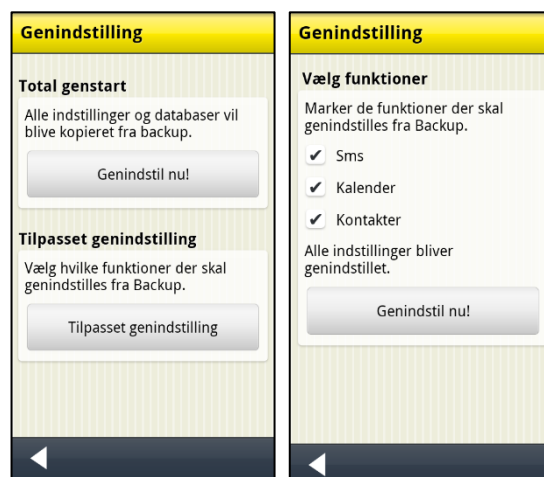 Genindstilling
Total genstart
Alle indstillinger og databaser vil
blive kopieret fra backup.
Genindstil nu!
Tilpasset genindstilling
Vælg hvilke funktioner der skal
genindstilles fra Backup.
Tilpasset genindstilling
Genindstilling
Vælg funktioner
Marker de funktioner der skal
genindstilles fra Backup.
Sms
Kalender
Kontakter
Alle indstillinger bliver
genindstillet.
Genindstil nu!